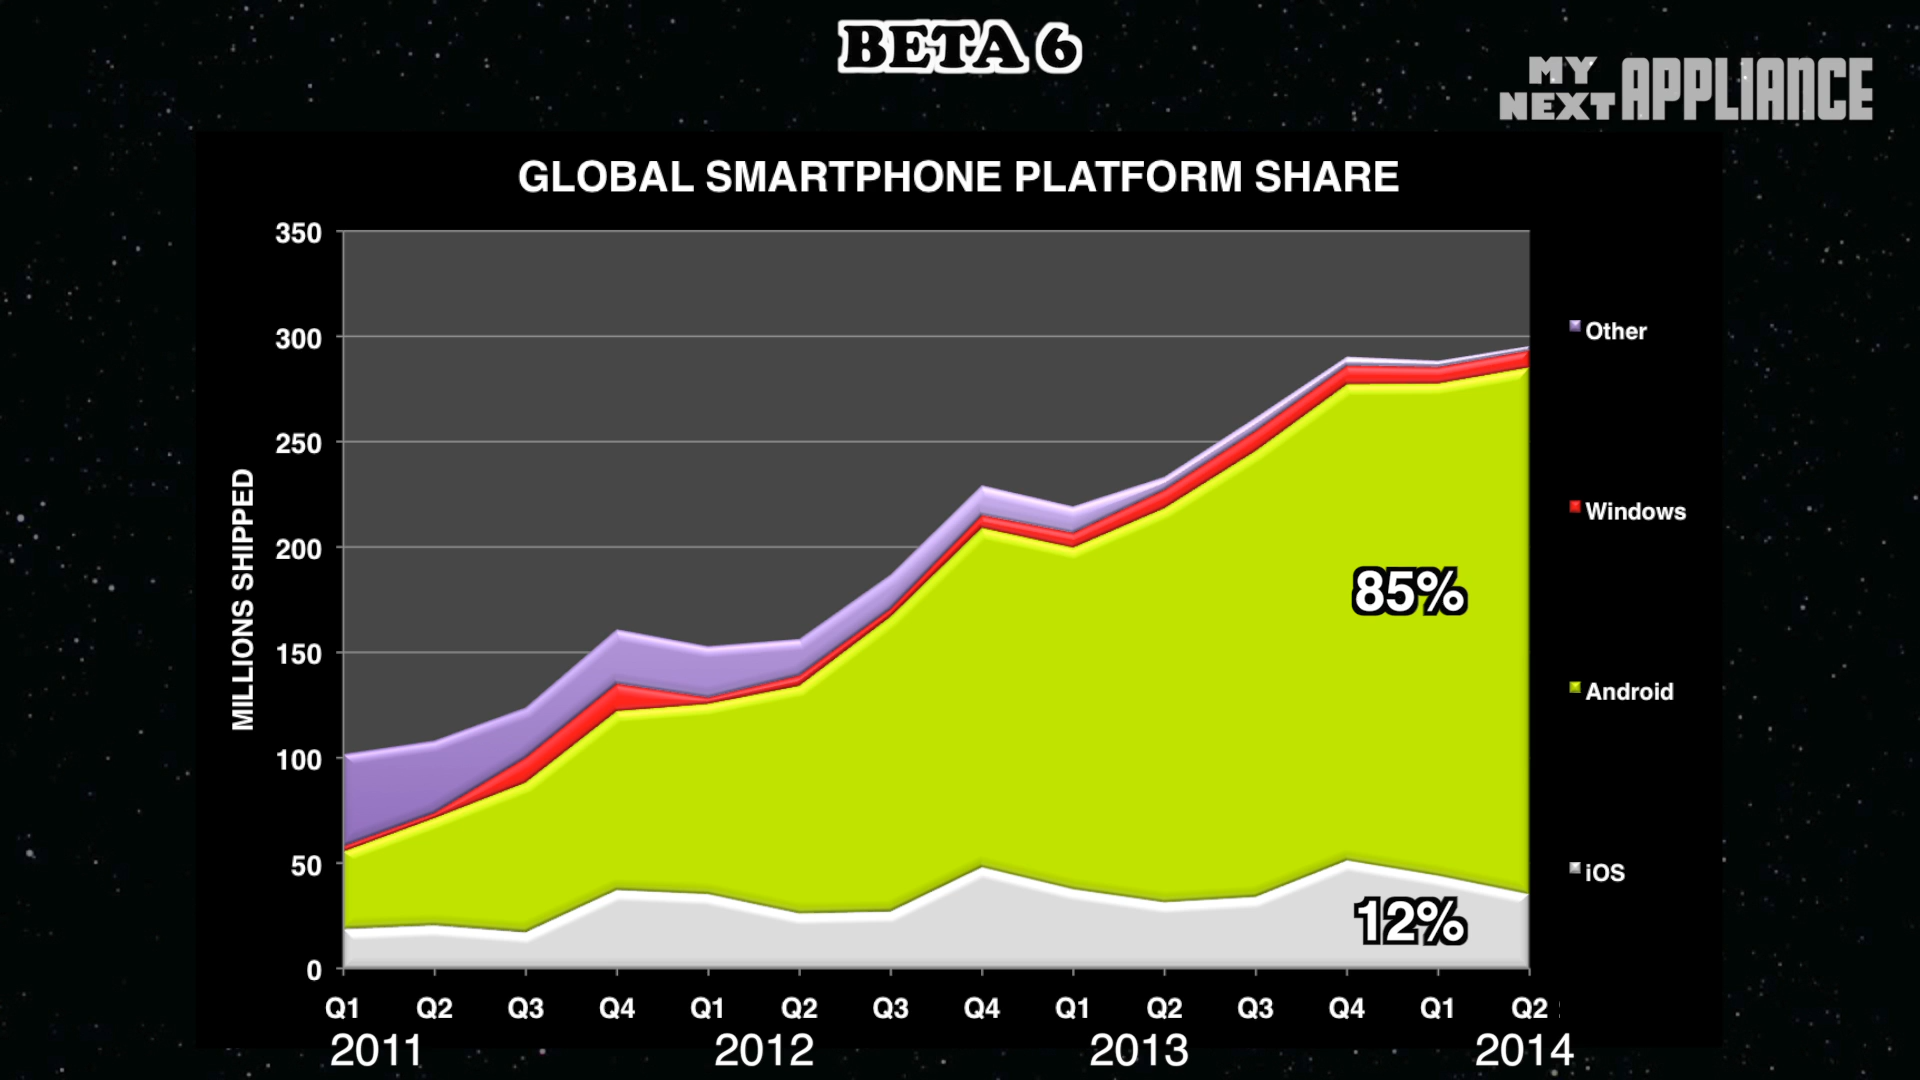 BETA 6
MY
NEXT APPLIANCE
GLOBAL SMARTPHONE PLATFORM SHARE
350
300
250
200
150
100
50
0
MILLIONS SHIPPED
Other
Windows
Android
iOS
85%
12%
Q1 Q2 Q3 Q4 Q1 Q2 Q3 Q4 Q1 Q2 Q3 Q4 Q1 Q2
2011 2012 2013 2014